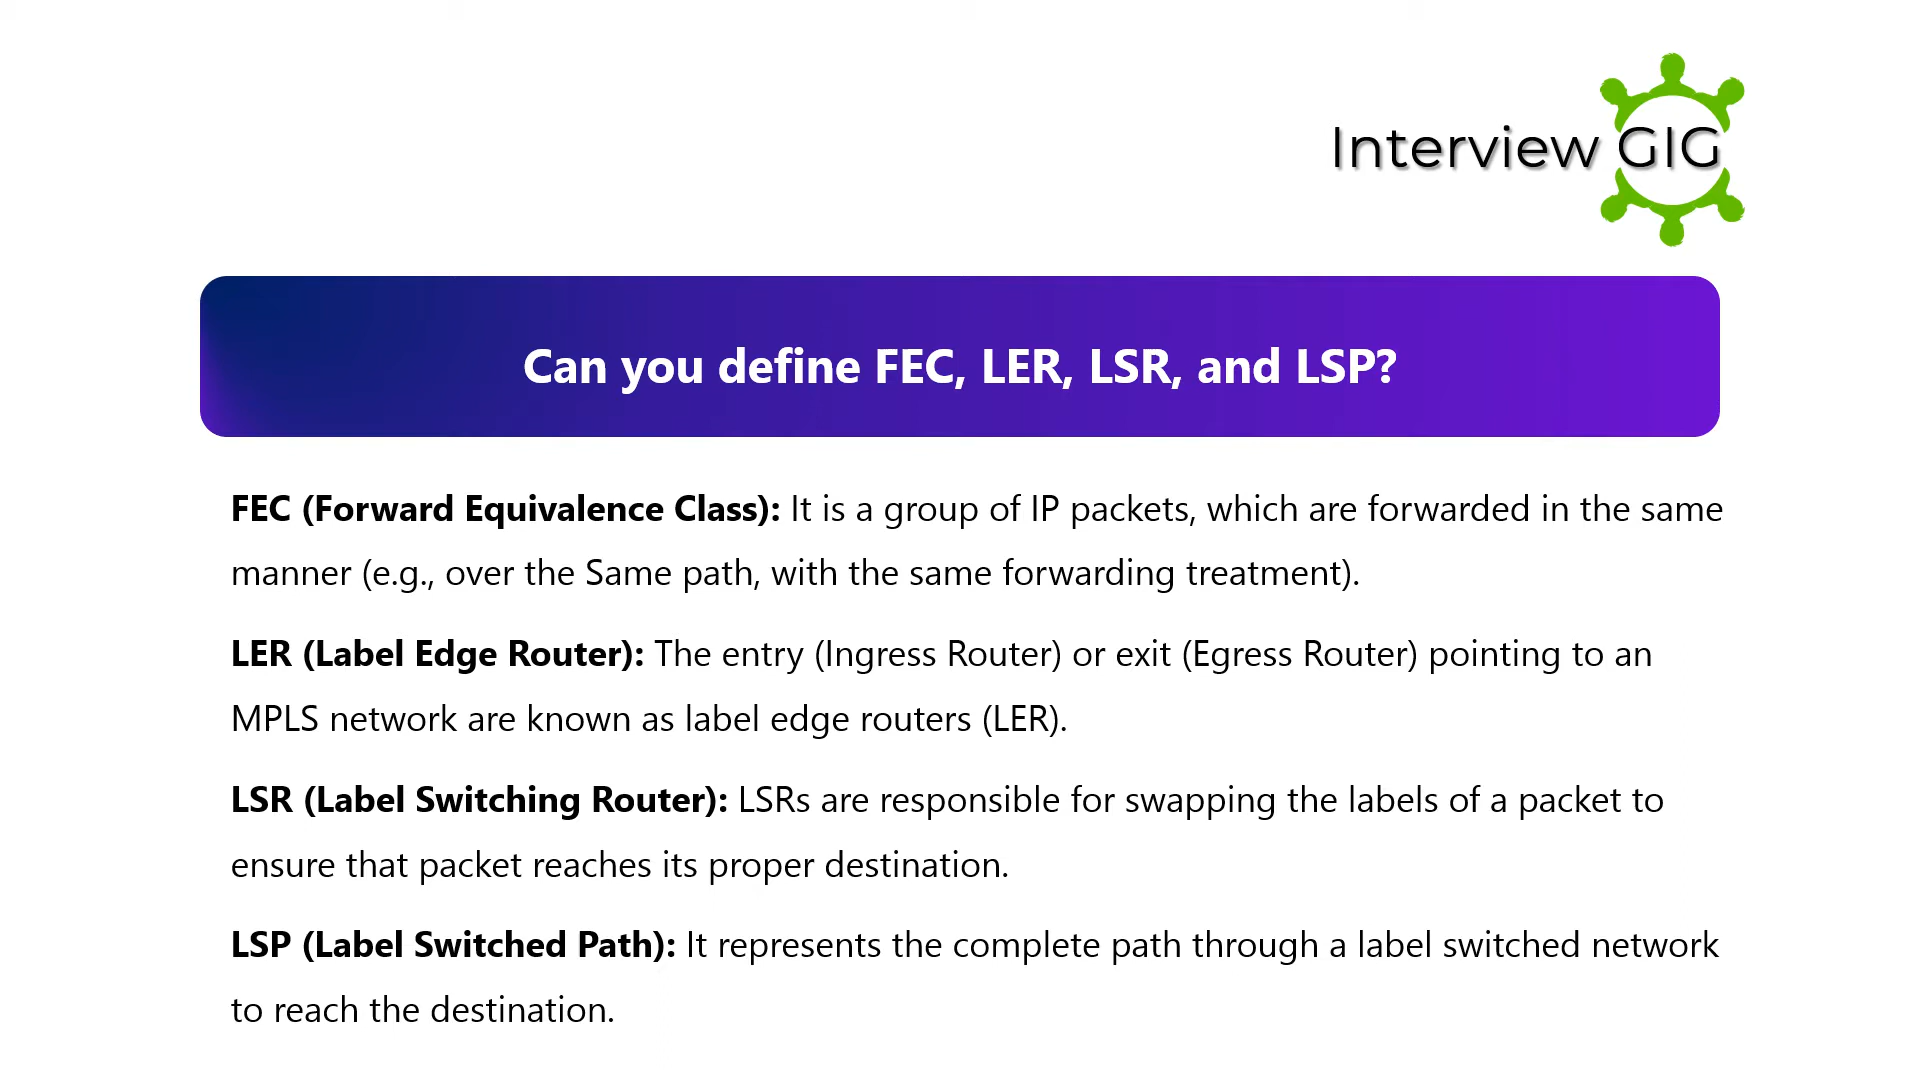 Interview GIG
Can you define FEC, LER, LSR, and LSP?
FEC (Forward Equivalence Class): It is a group of IP packets, which are forwarded in the same
manner (e.g., over the Same path, with the same forwarding treatment).
LER (Label Edge Router): The entry (Ingress Router) or exit (Egress Router) pointing to an
MPLS network are known as label edge routers (LER).
LSR (Label Switching Router): LSRs are responsible for swapping the labels of a packet to
ensure that packet reaches its proper destination.
LSP (Label Switched Path): It represents the complete path through a label switched network
to reach the destination.